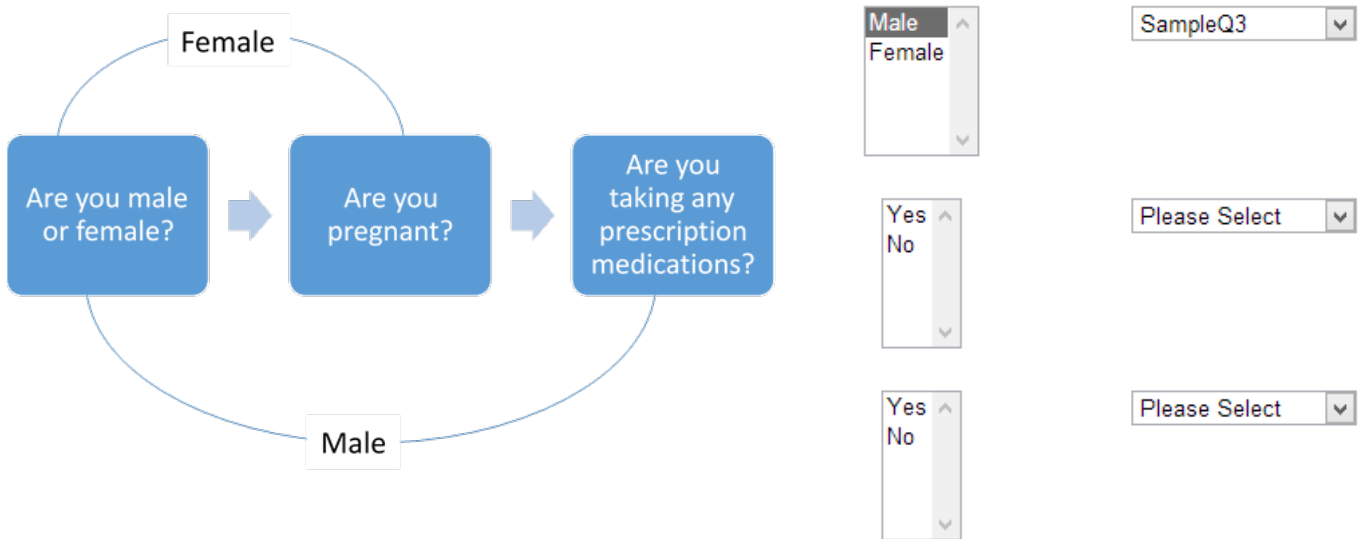 Female
Are you male
or female?
Are you
pregnant?
Are you
taking any
prescription
medications?
Male
Male
Female
SampleQ3
Yes
No
Please Select
Yes
No
Please Select